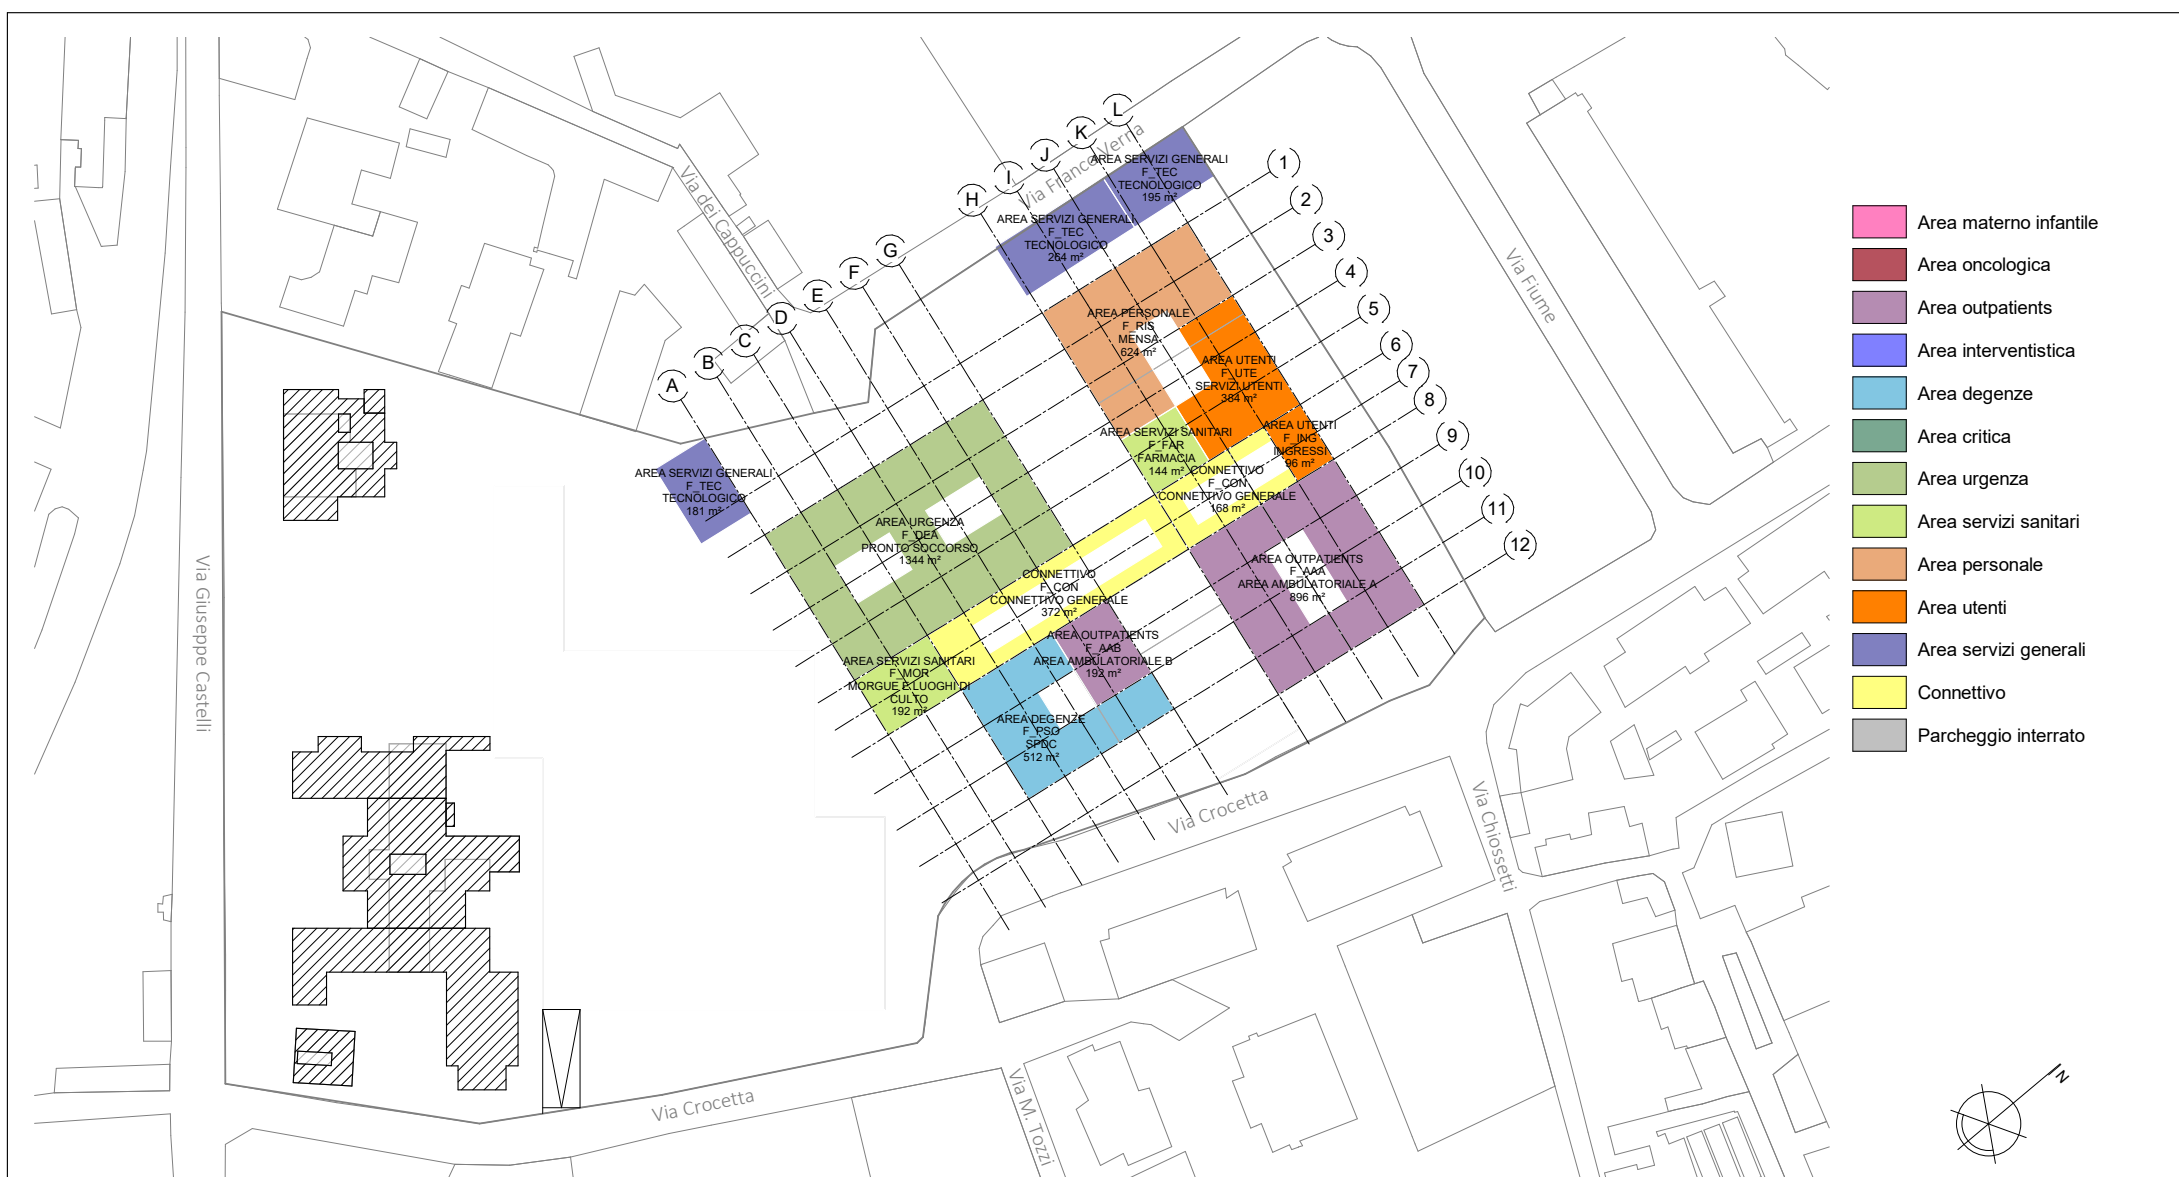 L
K
J
I
H
G
F
E
D
C
B
A
1
2
3
4
5
6
7
8
9
10
11
12
Via Franco Verna
Via dei Cappuccini
Via Fiume
Via Giuseppe Castelli
Via Crocetta
Via Chiossetti
Via Crocetta
Via M. Tozzi
AREA SERVIZI GENERALI
F_TEC
TECNOLOGICO
195 m²
AREA SERVIZI GENERALI
F_TEC
TECNOLOGICO
264 m²
AREA PERSONALE
F_RIS
MENSA
624 m²
AREA UTENTI
F_UTE
SERVIZI UTENTI
384 m²
AREA UTENTI
F_ING
INGRESSI
96 m²
AREA SERVIZI SANITARI
F_FAR
FARMACIA
144 m²
CONNETTIVO
F_CON
CONNETTIVO GENERALE
168 m²
AREA SERVIZI GENERALI
F_TEC
TECNOLOGICO
181 m²
AREA URGENZA
F_DEA
PRONTO SOCCORSO
1344 m²
CONNETTIVO
F_CON
CONNETTIVO GENERALE
372 m²
AREA OUTPATIENTS
F_AAA
AREA AMBULATORIALE A
896 m²
AREA OUTPATIENTS
F_AAB
AREA AMBULATORIALE B
192 m²
AREA SERVIZI SANITARI
F_MOR
MORGUE E LUOGHI DI
CULTO
192 m²
AREA DEGENZE
F_PSO
SPDC
512 m²
Area materno infantile
Area oncologica
Area outpatients
Area interventistica
Area degenze
Area critica
Area urgenza
Area servizi sanitari
Area personale
Area utenti
Area servizi generali
Connettivo
Parcheggio interrato
N